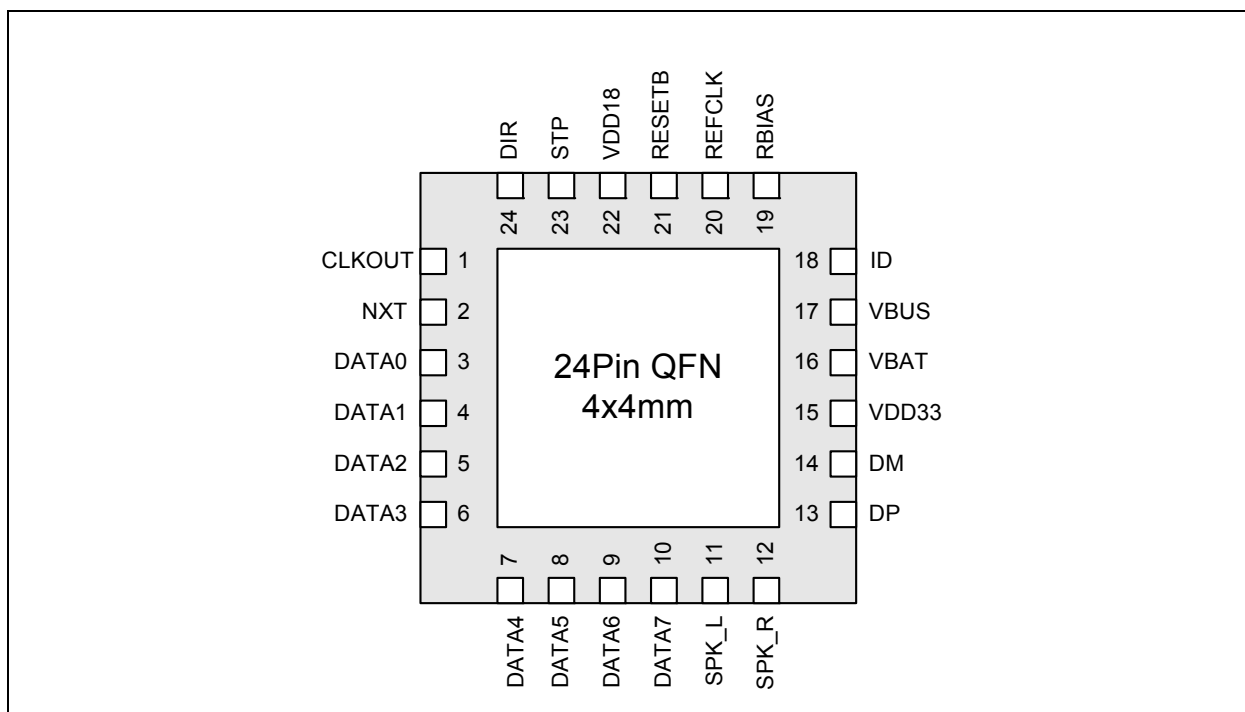 DIR
STP
VDD18
RESETB
REFCLK
RBIAS
24
23
22
21
20
19
CLKOUT 1
NXT 2
DATA0 3
DATA1 4
DATA2 5
DATA3 6
24Pin QFN
4x4mm
18 ID
17 VBUS
16 VBAT
15 VDD33
14 DM
13 DP
7
8
9
10
11
12
DATA4
DATA5
DATA6
DATA7
SPK_L
SPK_R